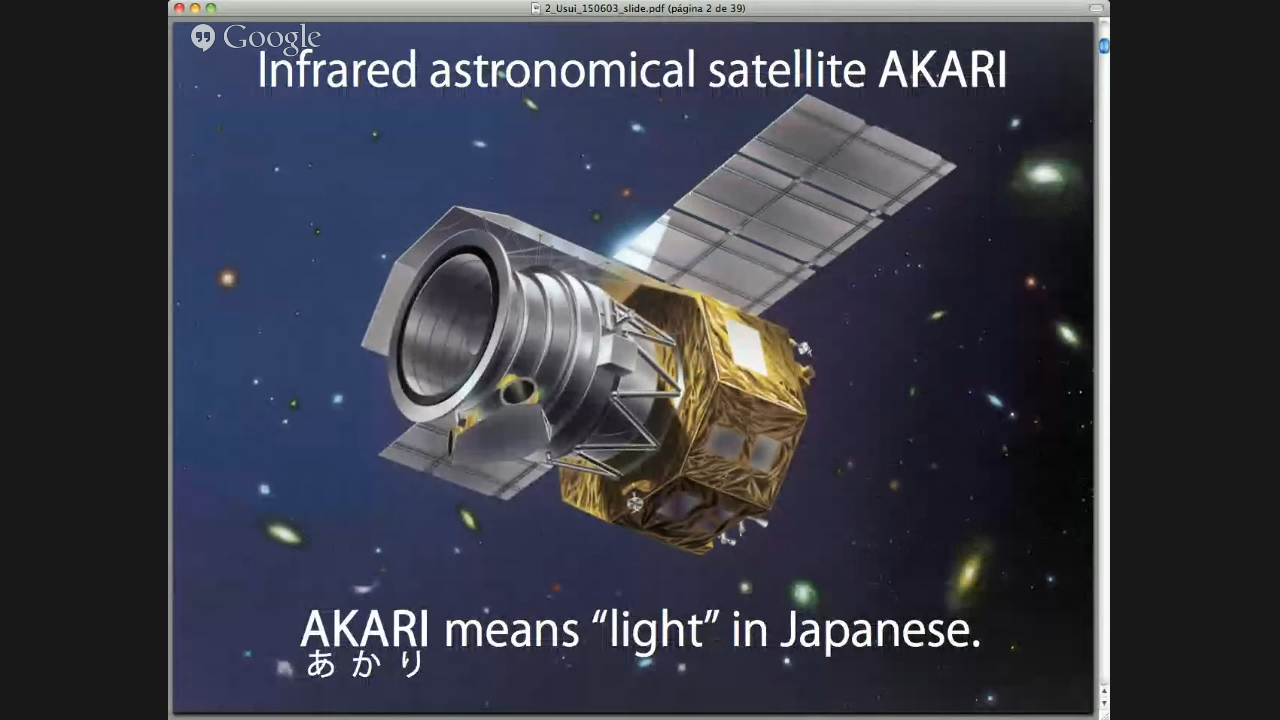 2_Usui_150603_slide.pdf (página 2 de 39)
Google
Infrared astronomical satellite AKARI
AKARI means “light” in Japanese.
あかり